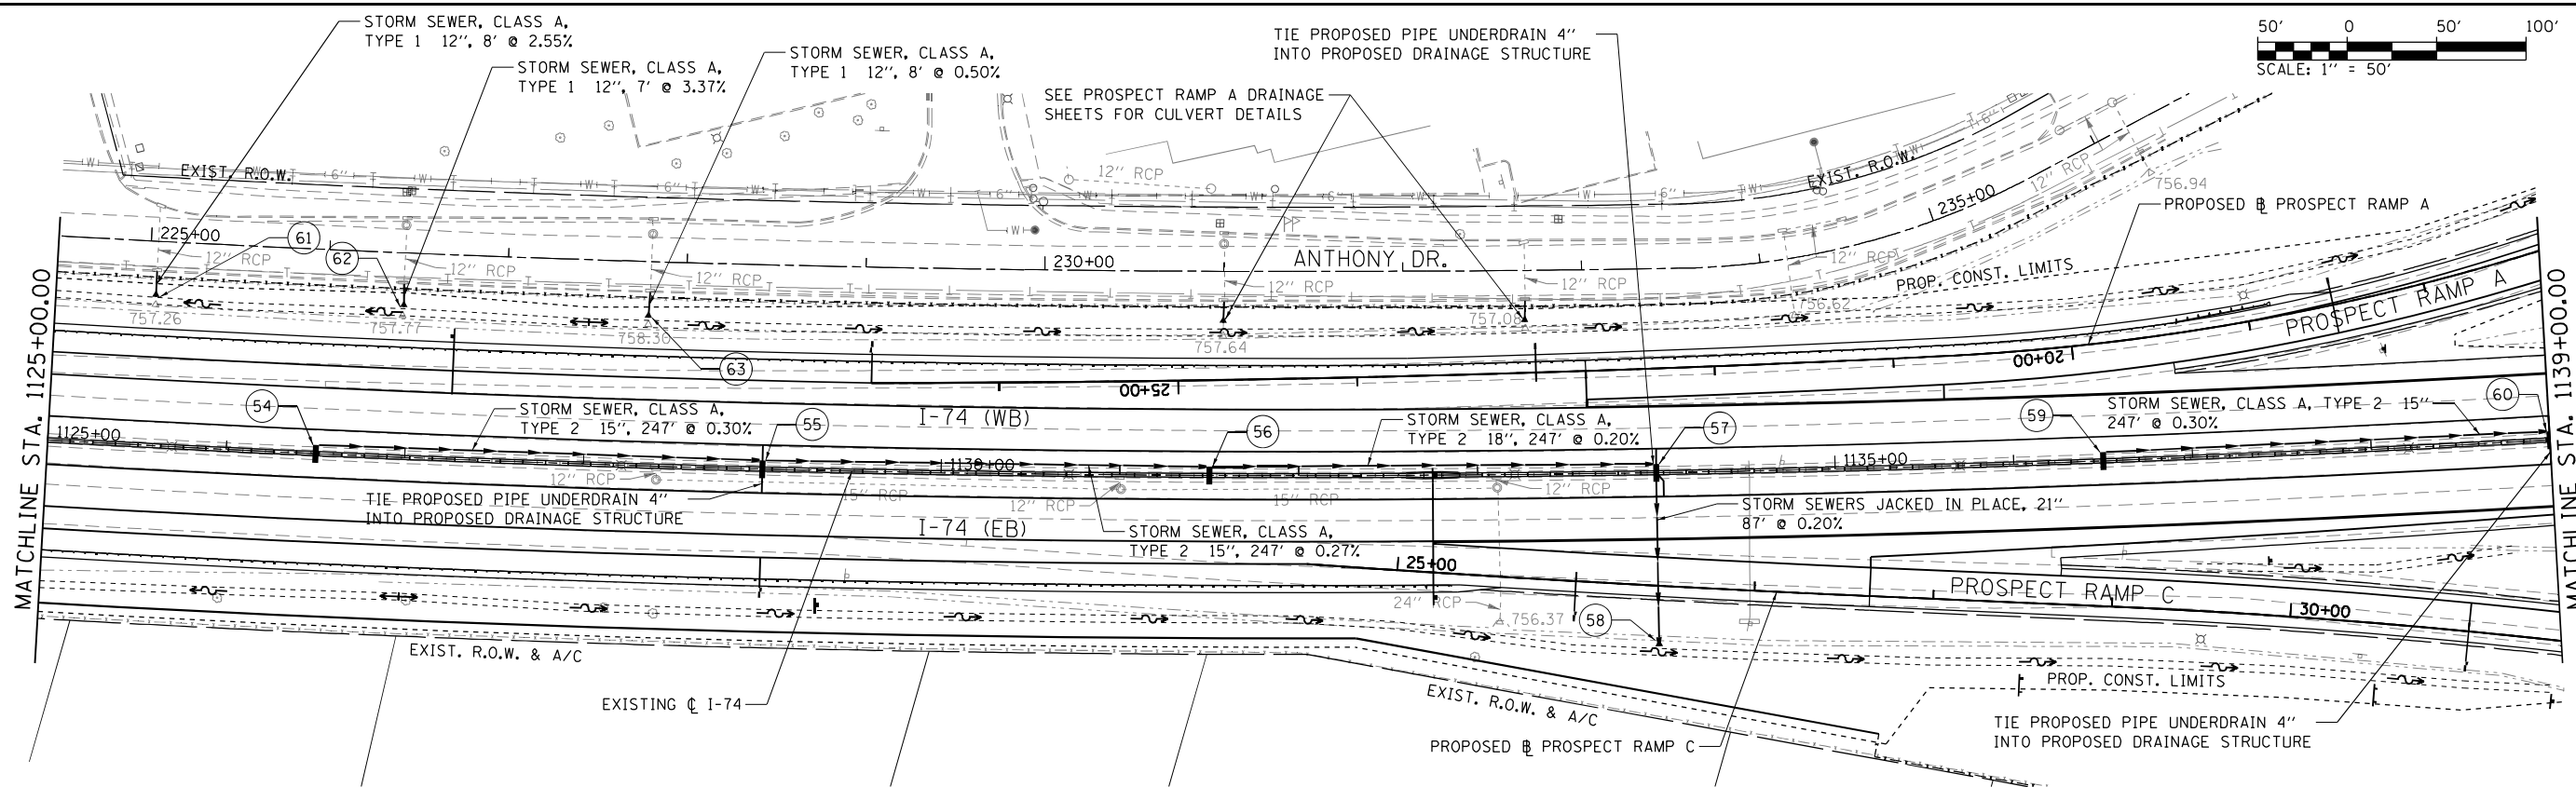 STORM SEWER, CLASS A,
TYPE 1 12'', 8' @ 2.55%
STORM SEWER, CLASS A,
TYPE 1 12'', 7' @ 3.37%
STORM SEWER, CLASS A,
TYPE 1 12'', 8' @ 0.50%
TIE PROPOSED PIPE UNDERDRAIN 4''
INTO PROPOSED DRAINAGE STRUCTURE
SEE PROSPECT RAMP A DRAINAGE
SHEETS FOR CULVERT DETAILS
50' 0 50' 100'
SCALE: 1'' = 50'
EXIST. R.O.W.
6''
W
W
6''
W
W
6''
12'' RCP
W
6''
W
6''
W
EXIST. R.O.W.
6''
W
12'' RCP
756.94
235+00
PROPOSED ⅊ PROSPECT RAMP A
225+00
61
62
12'' RCP
12'' RCP
12'' RCP
W
230+00
ANTHONY DR.
12'' RCP
12'' RCP
12'' RCP
PROP. CONST. LIMITS
757.26
757.77
758.30
63
757.64
757.08
756.62
PROSPECT RAMP A
20+00
25+00
MATCHLINE STA. 1125+00.00
MATCHLINE STA. 1139+00.00
54
STORM SEWER, CLASS A,
TYPE 2 15'', 247' @ 0.30%
55
I-74 (WB)
56
STORM SEWER, CLASS A,
TYPE 2 18'', 247' @ 0.20%
57
59
STORM SEWER, CLASS A, TYPE 2 15''
247' @ 0.30%
60
1125+00
1130+00
1135+00
12'' RCP
15'' RCP
12'' RCP
15'' RCP
12'' RCP
TIE PROPOSED PIPE UNDERDRAIN 4''
INTO PROPOSED DRAINAGE STRUCTURE
I-74 (EB)
STORM SEWER, CLASS A,
TYPE 2 15'', 247' @ 0.27%
STORM SEWERS JACKED IN PLACE, 21''
87' @ 0.20%
25+00
PROSPECT RAMP C
30+00
24'' RCP
756.37
58
EXIST. R.O.W. & A/C
EXISTING ℄ I-74
EXIST. R.O.W. & A/C
PROPOSED ⅊ PROSPECT RAMP C
PROP. CONST. LIMITS
TIE PROPOSED PIPE UNDERDRAIN 4''
INTO PROPOSED DRAINAGE STRUCTURE